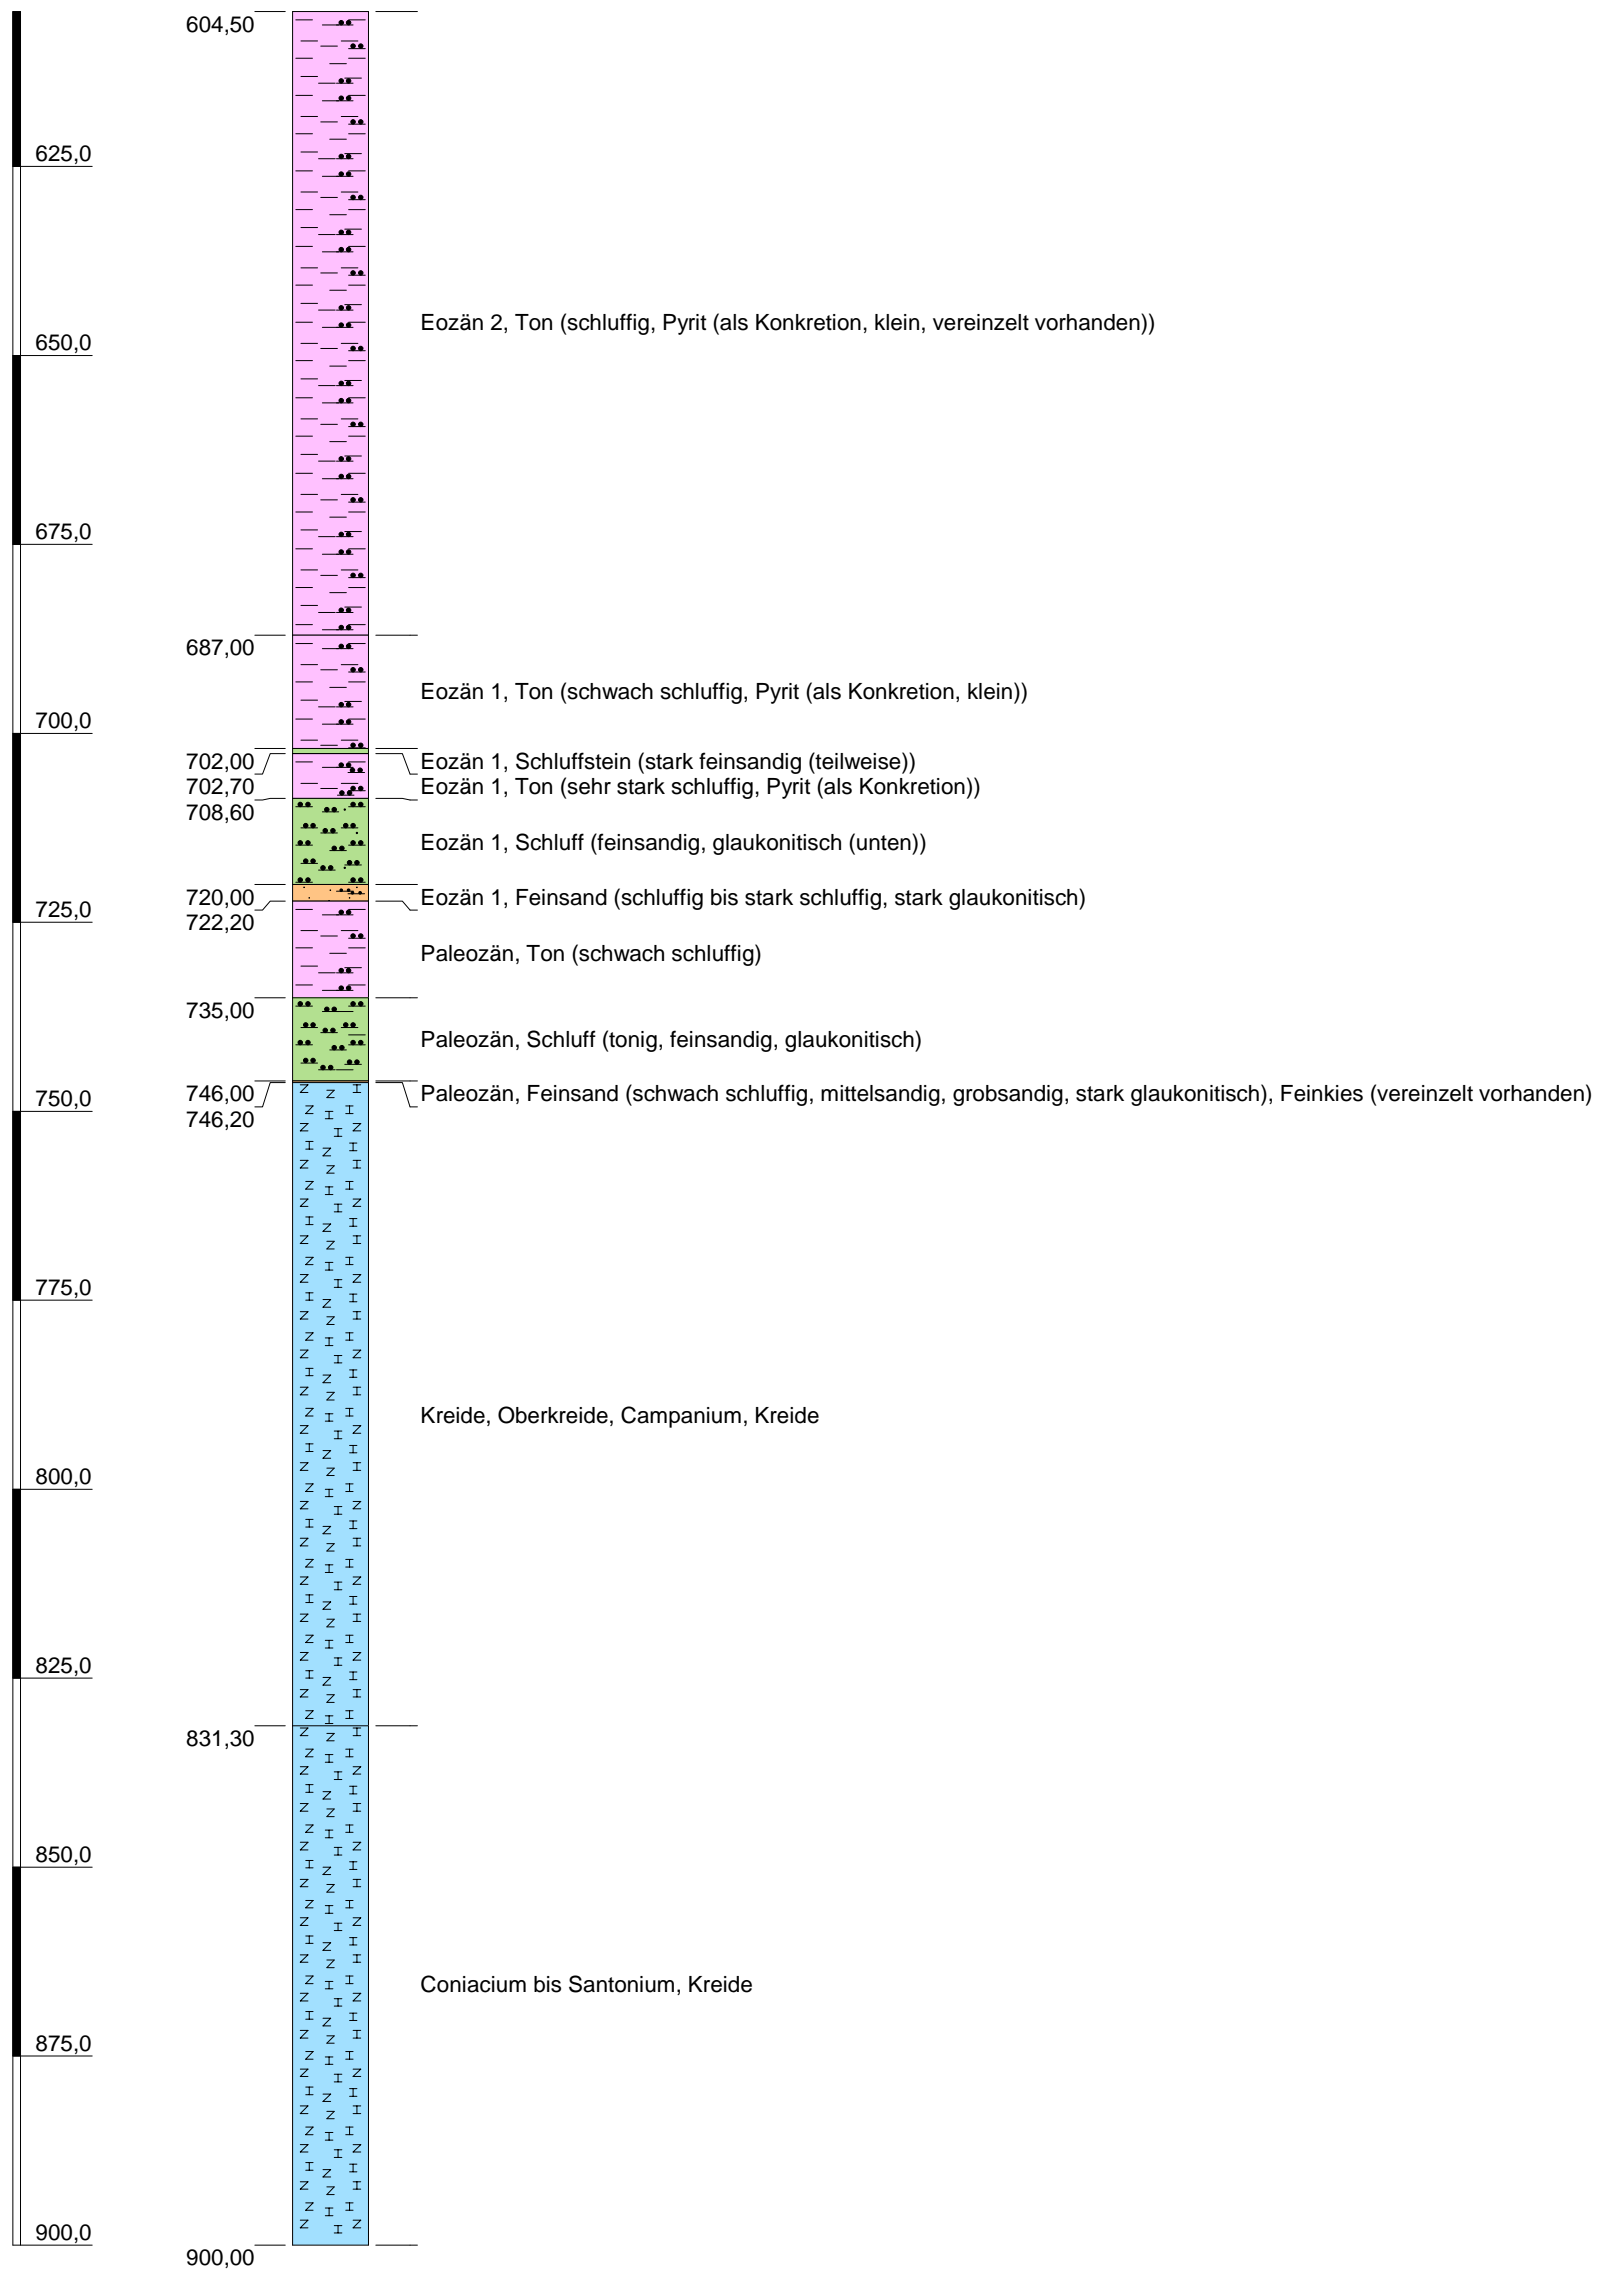 604,50
625,0
Eozän 2, Ton (schluffig, Pyrit (als Konkretion, klein, vereinzelt vorhanden))
650,0
675,0
687,00
Eozän 1, Ton (schwach schluffig, Pyrit (als Konkretion, klein))
700,0
702,00 Eozän 1, Schluffstein (stark feinsandig (teilweise))
702,70 Eozän 1, Ton (sehr stark schluffig, Pyrit (als Konkretion))
708,60
Eozän 1, Schluff (feinsandig, glaukonitisch (unten))
720,00 Eozän 1, Feinsand (schluffig bis stark schluffig, stark glaukonitisch)
725,0
722,20
Paleozän, Ton (schwach schluffig)
735,00
Paleozän, Schluff (tonig, feinsandig, glaukonitisch)
746,00 Paleozän, Feinsand (schwach schluffig, mittelsandig, grobsandig, stark glaukonitisch), Feinkies (vereinzelt vorhanden)
750,0
746,20
775,0
Kreide, Oberkreide, Campanium, Kreide
800,0
825,0
831,30
850,0
Coniacium bis Santonium, Kreide
875,0
900,0
900,00